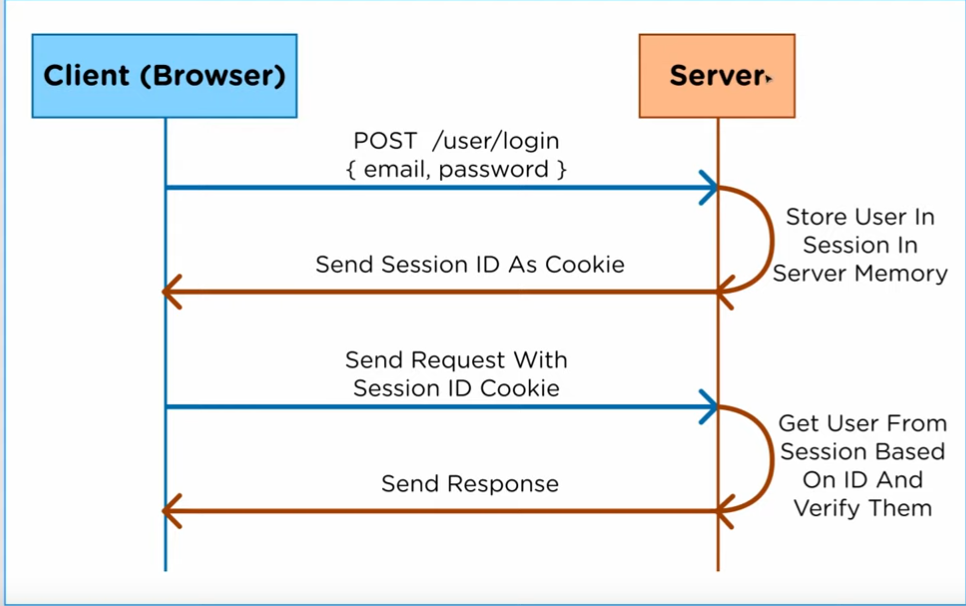 Client (Browser)
Server
POST /user/login
{ email, password }
Store User In
Session In
Server Memory
Send Session ID As Cookie
Send Request With
Session ID Cookie
Get User From
Session Based
On ID And
Verify Them
Send Response